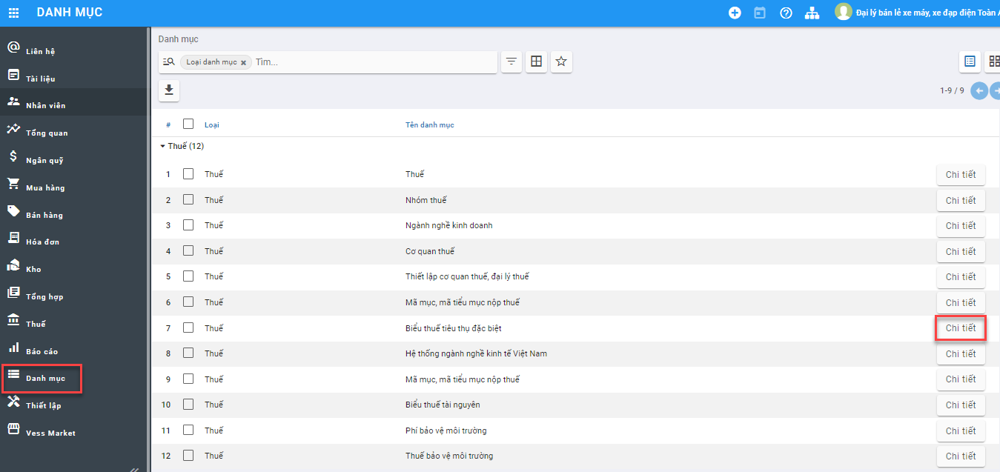 DANH MỤC
Đại lý bán lẻ xe máy, xe đạp điện Toàn A
Liên hệ
Tài liệu
Nhân viên
Tổng quan
Ngân quỹ
Mua hàng
Bán hàng
Hóa đơn
Kho
Tổng hợp
Thuế
Báo cáo
Danh mục
Thiết lập
Vess Market
Danh mục
Loại danh mục × Tìm...
1-9 / 9
# Loại Tên danh mục
Thuế (12)
1 Thuế Thuế Chi tiết
2 Thuế Nhóm thuế Chi tiết
3 Thuế Ngành nghề kinh doanh Chi tiết
4 Thuế Cơ quan thuế Chi tiết
5 Thuế Thiết lập cơ quan thuế, đại lý thuế Chi tiết
6 Thuế Mã mục, mã tiểu mục nộp thuế Chi tiết
7 Thuế Biểu thuế tiêu thụ đặc biệt Chi tiết
8 Thuế Hệ thống ngành nghề kinh tế Việt Nam Chi tiết
9 Thuế Mã mục, mã tiểu mục nộp thuế Chi tiết
10 Thuế Biểu thuế tài nguyên Chi tiết
11 Thuế Phí bảo vệ môi trường Chi tiết
12 Thuế Thuế bảo vệ môi trường Chi tiết